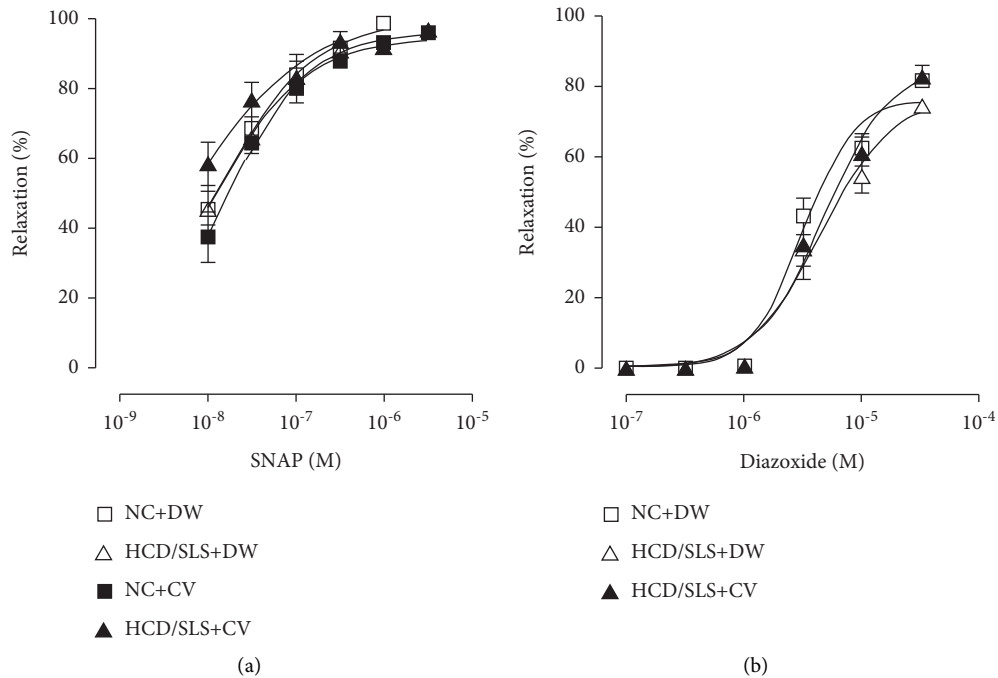 100
80
60
40
20
0
Relaxation (%)
10-9
10-8
10-7
10-6
10-5
SNAP (M)
NC+DW
HCD/SLS+DW
NC+CV
HCD/SLS+CV
(a)
100
80
60
40
20
0
Relaxation (%)
10-7
10-6
10-5
10-4
Diazoxide (M)
NC+DW
HCD/SLS+DW
HCD/SLS+CV
(b)